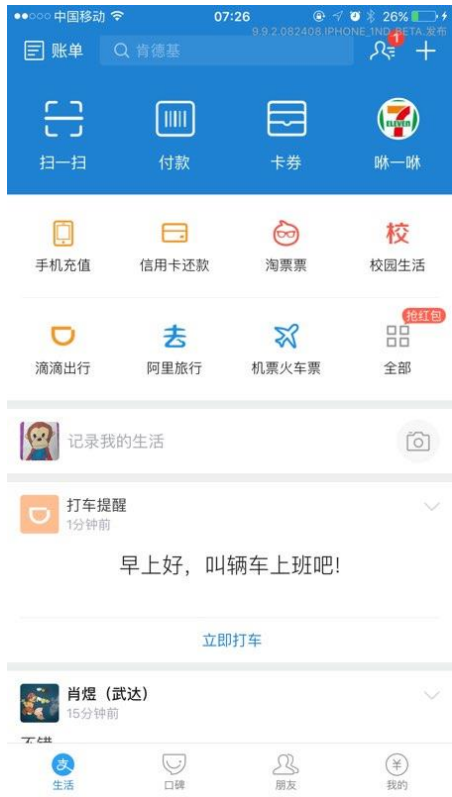 中国移动 07:26 26%
9.9.2.082408.IPHONE_1ND_BETA.发布
账单 肯德基 1
ELEVEN
扫一扫 付款 卡券 咻一咻
校
手机充值 信用卡还款 淘票票 校园生活
抢红包
去
滴滴出行 阿里旅行 机票火车票 全部
记录我的生活
打车提醒
1分钟前
早上好，叫辆车上班吧!
立即打车
肖煜（武达）
15分钟前
不错
支
生活 口碑 朋友 我的